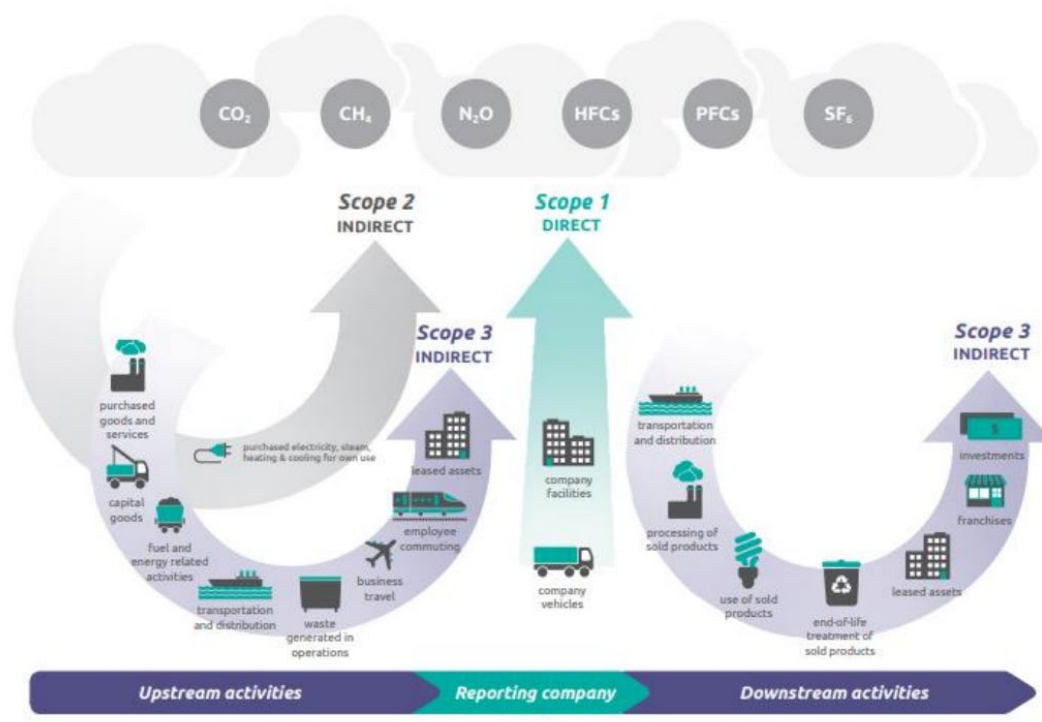 CO₂
CH₄
N₂O
HFCs
PFCs
SF₆
Scope 2
INDIRECT
Scope 1
DIRECT
Scope 3
INDIRECT
Scope 3
INDIRECT
purchased
goods and
services
capital
goods
fuel and
energy related
activities
purchased electricity, steam,
heating & cooling for own use
transportation
and distribution
waste
generated in
operations
business
travel
employee
commuting
leased assets
company
facilities
company
vehicles
transportation
and distribution
processing of
sold products
use of sold
products
end-of-life
treatment of
sold products
leased assets
franchises
$
investments
Upstream activities
Reporting company
Downstream activities